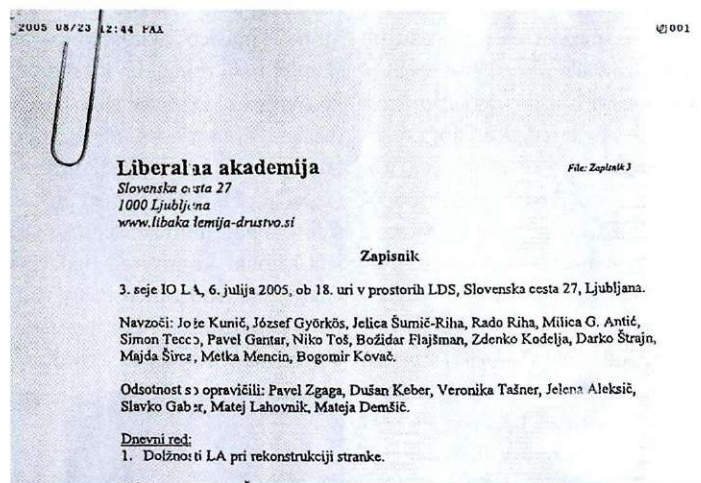 2005 08/23 12:44 FAX 001
Liberalna akademija
File: Zapisnik 3
Slovenska cesta 27
1000 Ljubljana
www.libakademija-drustvo.si
Zapisnik
3. seje IO LA, 6. julija 2005, ob 18. uri v prostorih LDS, Slovenska cesta 27, Ljubljana.
Navzoči: Jože Kunič, József Györkös, Jelica Šumič-Riha, Rado Riha, Milica G. Antić,
Simon Tecco, Pavel Gantar, Niko Toš, Božidar Flajšman, Zdenko Kodelja, Darko Štrajn,
Majda Širca, Metka Mencin, Bogomir Kovač.
Odsotnost so opravičili: Pavel Zgaga, Dušan Keber, Veronika Tašner, Jelena Aleksič,
Slavko Gaber, Matej Lahovnik, Mateja Demšič.
Dnevni red:
1. Dolžnosti LA pri rekonstrukciji stranke.